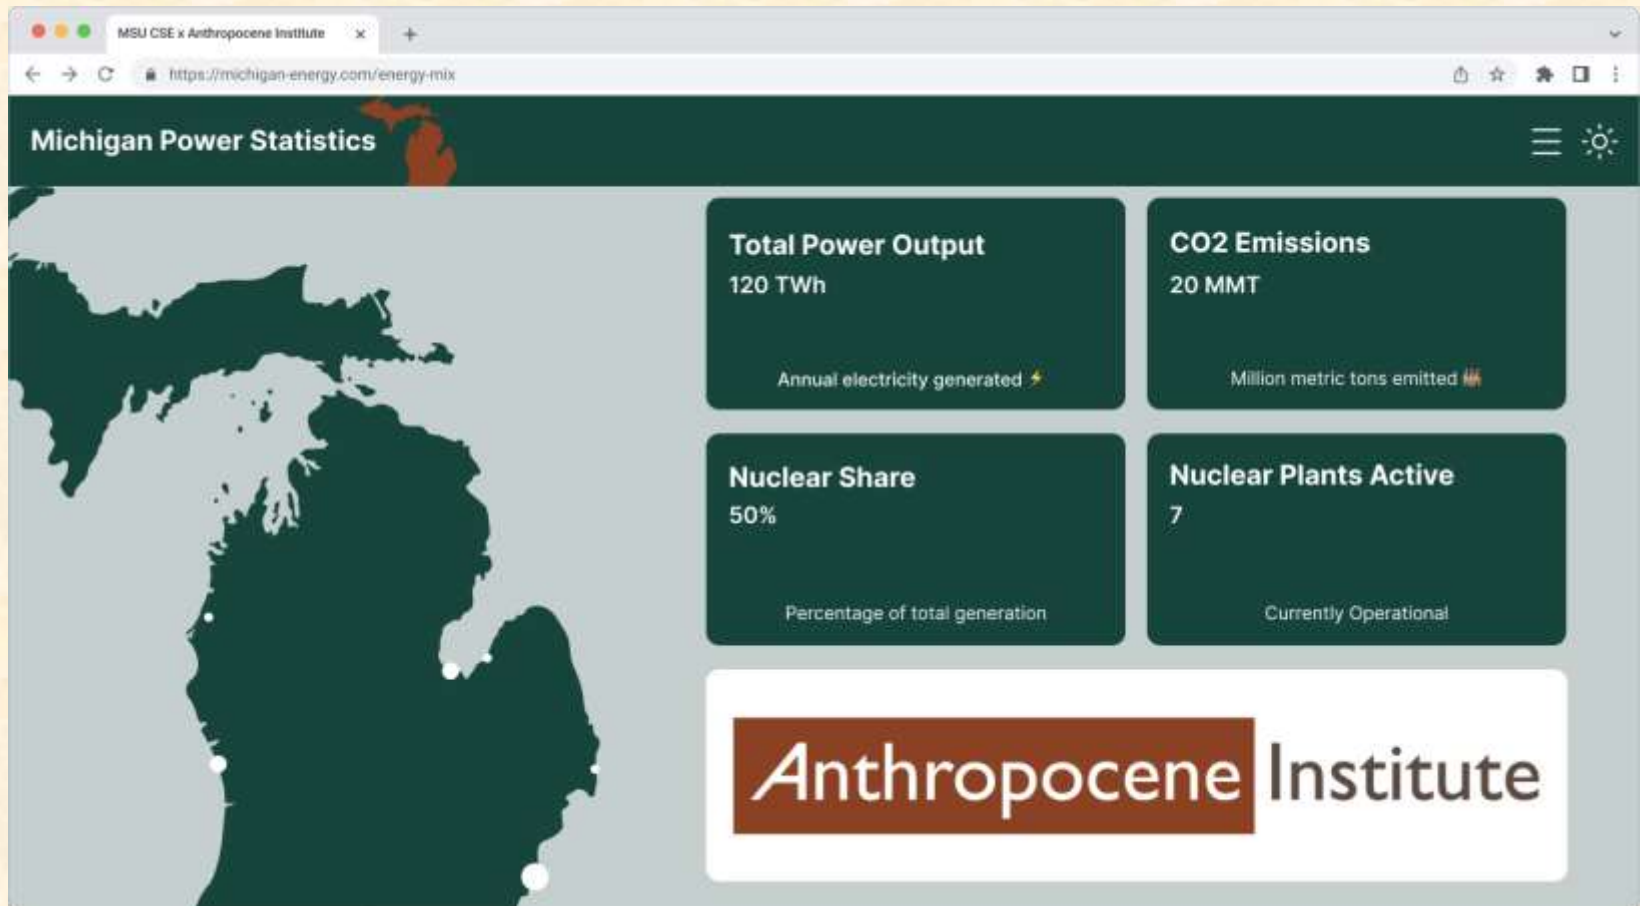 MSU CSE x Anthropocene Institute
https://michigan-energy.com/energy-mix
Michigan Power Statistics
Total Power Output
120 TWh
Annual electricity generated ⚡
CO2 Emissions
20 MMT
Million metric tons emitted 🏭
Nuclear Share
50%
Percentage of total generation
Nuclear Plants Active
7
Currently Operational
Anthropocene Institute